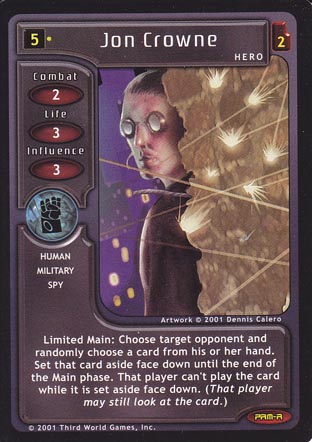 5
Jon Crowne
2
HERO
Combat
2
Life
3
Influence
3
HUMAN
MILITARY
SPY
Artwork © 2001 Dennis Calero
Limited Main: Choose target opponent and
randomly choose a card from his or her hand.
Set that card aside face down until the end of
the Main phase. That player can't play the card
while it is set aside face down. (That player
may still look at the card.)
© 2001 Third World Games, Inc.
PRM-R